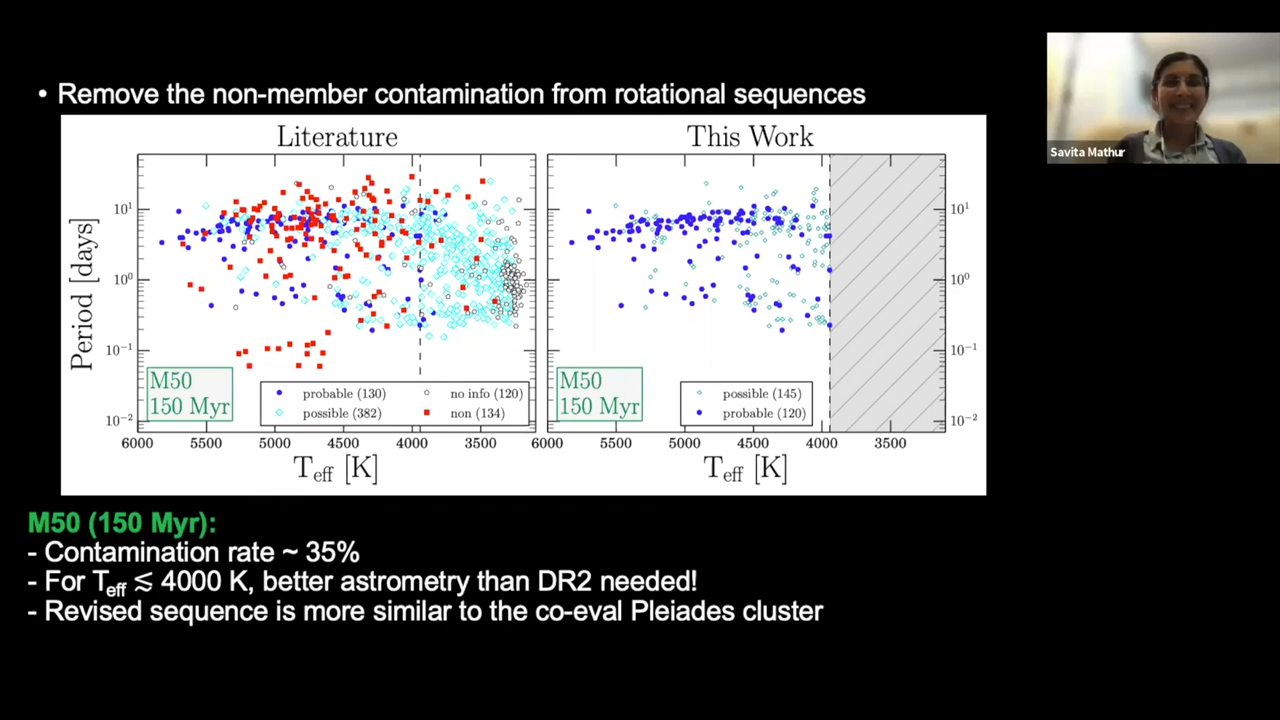 • Remove the non-member contamination from rotational sequences
Savita Mathur
Literature
This Work
Period [days]
10¹
10⁰
10⁻¹
10⁻²
M50
150 Myr
probable (130)
possible (382)
no info (120)
non (134)
6000 5500 5000 4500 4000 3500
T_eff [K]
M50
150 Myr
possible (145)
probable (120)
10¹
10⁰
10⁻¹
10⁻²
6000 5500 5000 4500 4000 3500
T_eff [K]
M50 (150 Myr):
- Contamination rate ~ 35%
- For T_eff ≲ 4000 K, better astrometry than DR2 needed!
- Revised sequence is more similar to the co-eval Pleiades cluster